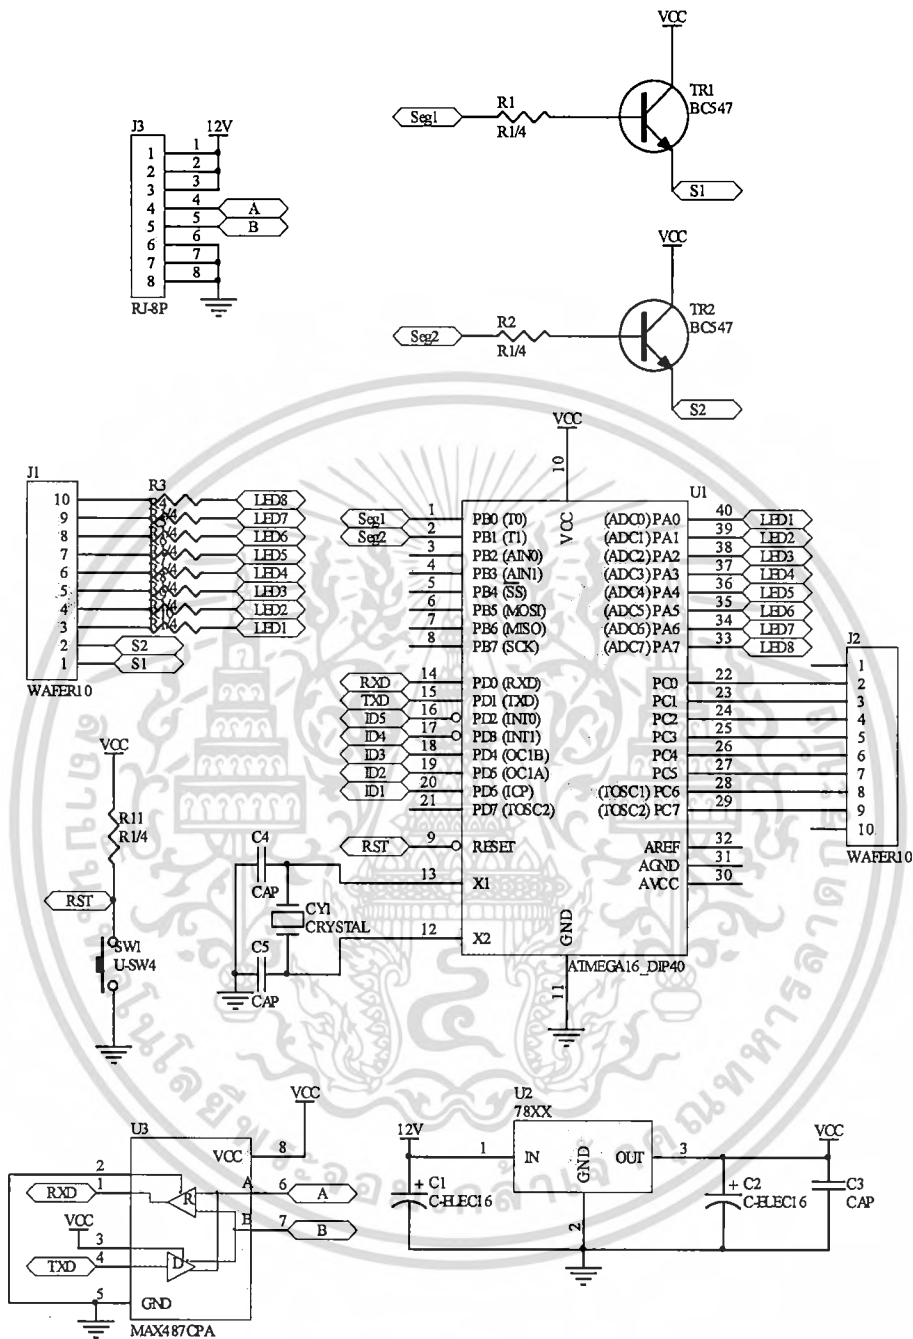 VCC
TR1
BC547
Seg1
R1
R1/4
S1
J3
12V
1 1
2 2
3 3
4 4 A
5 5 B
6 6
7 7
8 8
RJ-8P
VCC
TR2
BC547
Seg2
R2
R1/4
S2
J1
R3
10 LED8
9 LED7
8 LED6
7 LED5
6 LED4
5 LED3
4 LED2
3 LED1
2 S2
1 S1
WAFER10
VCC
10
U1
VCC
Seg1 1 PB0 (T0) (ADC0) PA0 40 LED1
Seg2 2 PB1 (T1) (ADC1) PA1 39 LED2
3 PB2 (AIN0) (ADC2) PA2 38 LED3
4 PB3 (AIN1) (ADC3) PA3 37 LED4
5 PB4 (SS) (ADC4) PA4 36 LED5
6 PB5 (MOSI) (ADC5) PA5 35 LED6
7 PB6 (MISO) (ADC6) PA6 34 LED7
8 PB7 (SCK) (ADC7) PA7 33 LED8
RXD 14 PD0 (RXD) PC0 22
TXD 15 PD1 (TXD) PC1 23
ID5 16 PD2 (INT0) PC2 24
ID4 17 PD3 (INT1) PC3 25
ID3 18 PD4 (OC1B) PC4 26
ID2 19 PD5 (OC1A) PC5 27
ID1 20 PD6 (ICP) (TOSC1) PC6 28
21 PD7 (TOSC2) (TOSC2) PC7 29
RST 9 RESET AREF 32
AGND 31
13 X1 AVCC 30
12 X2
GND
11
ATMEGA16_DIP40
J2
1
2
3
4
5
6
7
8
9
10
WAFER10
VCC
R11
R1/4
RST
SW1
U-SW4
C4
CAP
CY1
CRYSTAL
C5
CAP
U3
VCC
VCC 8
2
RXD 1 R A 6 A
VCC
3 B 7 B
TXD 4 D
5 GND
MAX487CPA
U2
78XX
12V
1 IN GND OUT 3
VCC
2
C1
C-ELEC16
C2
C-ELEC16
C3
CAP